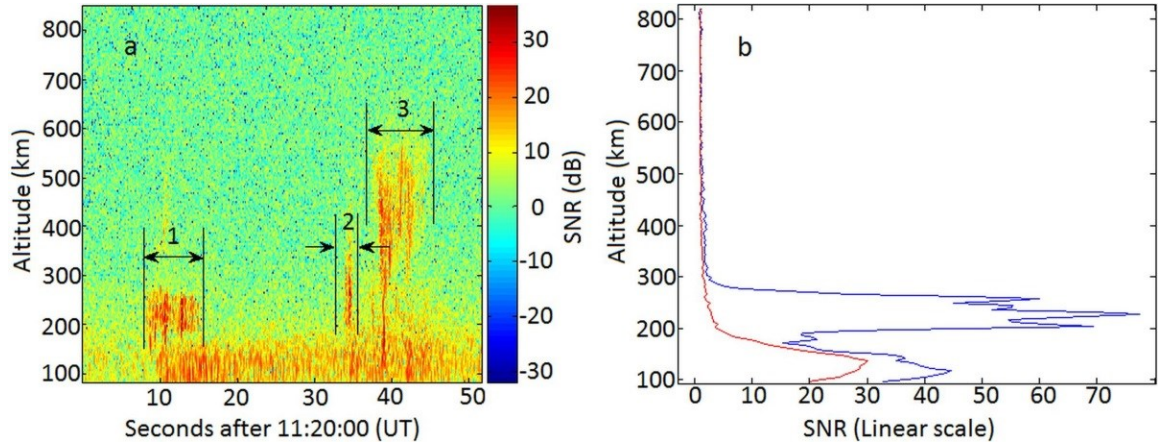 a
1
2
3
800
700
600
500
400
300
200
100
Altitude (km)
10 20 30 40 50
Seconds after 11:20:00 (UT)
30
20
10
0
-10
-20
-30
SNR (dB)
b
800
700
600
500
400
300
200
100
Altitude (km)
0 10 20 30 40 50 60 70
SNR (Linear scale)